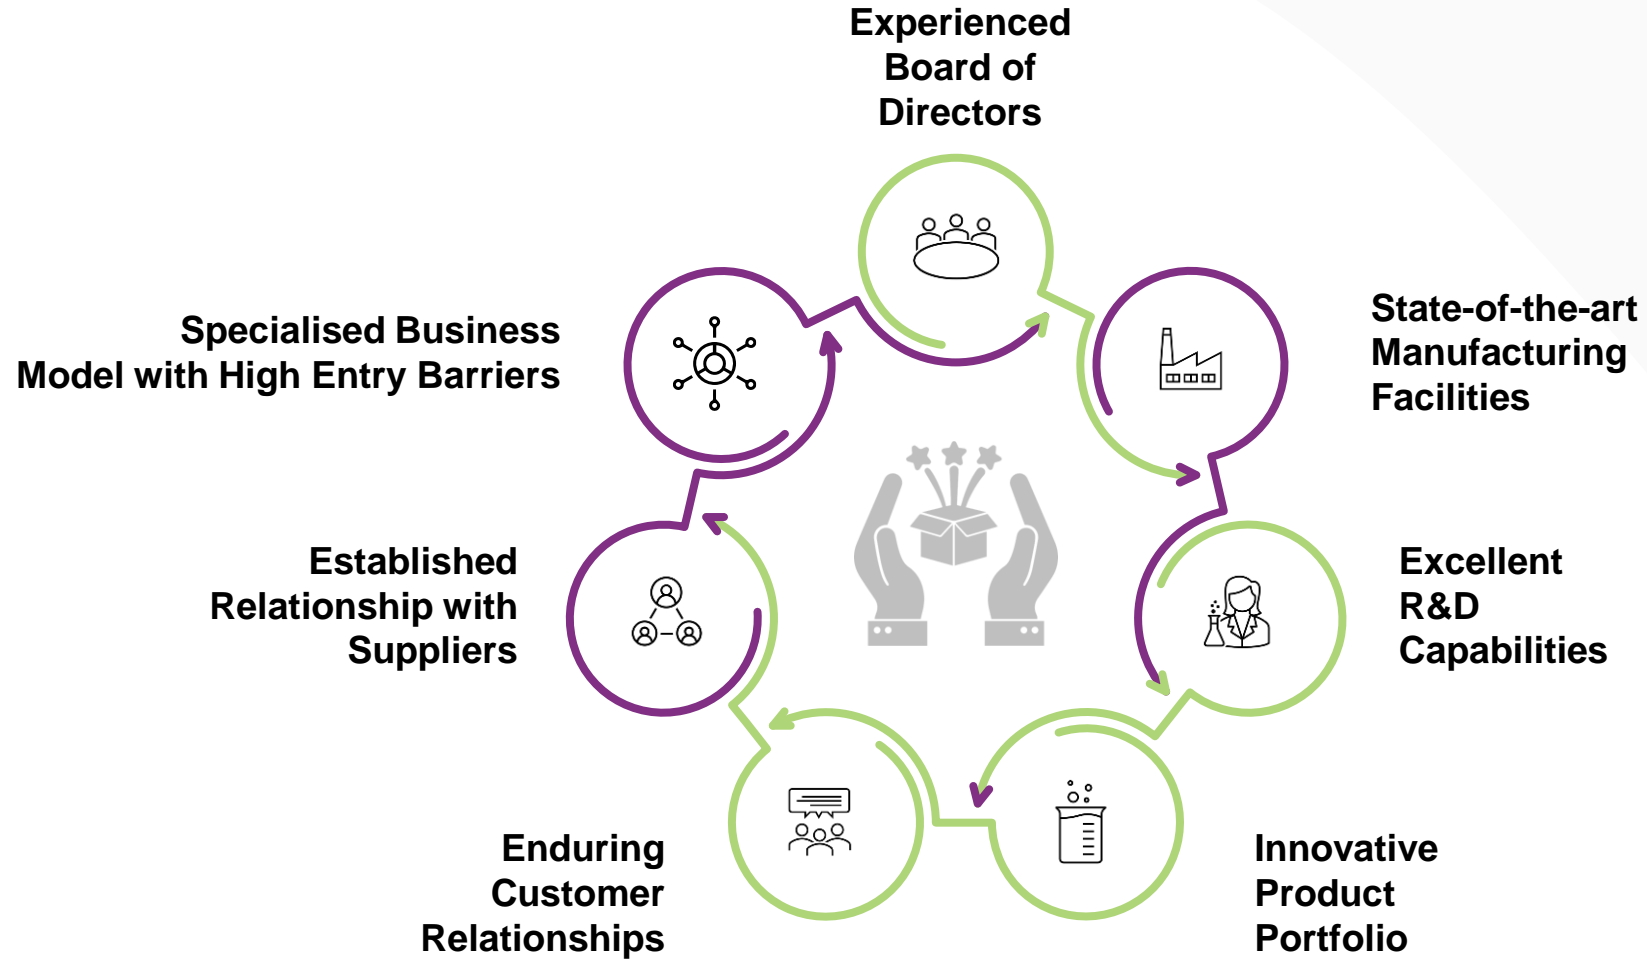 Experienced
Board of
Directors
State-of-the-art
Manufacturing
Facilities
Specialised Business
Model with High Entry Barriers
Established
Relationship with
Suppliers
Excellent
R&D
Capabilities
Enduring
Customer
Relationships
Innovative
Product
Portfolio